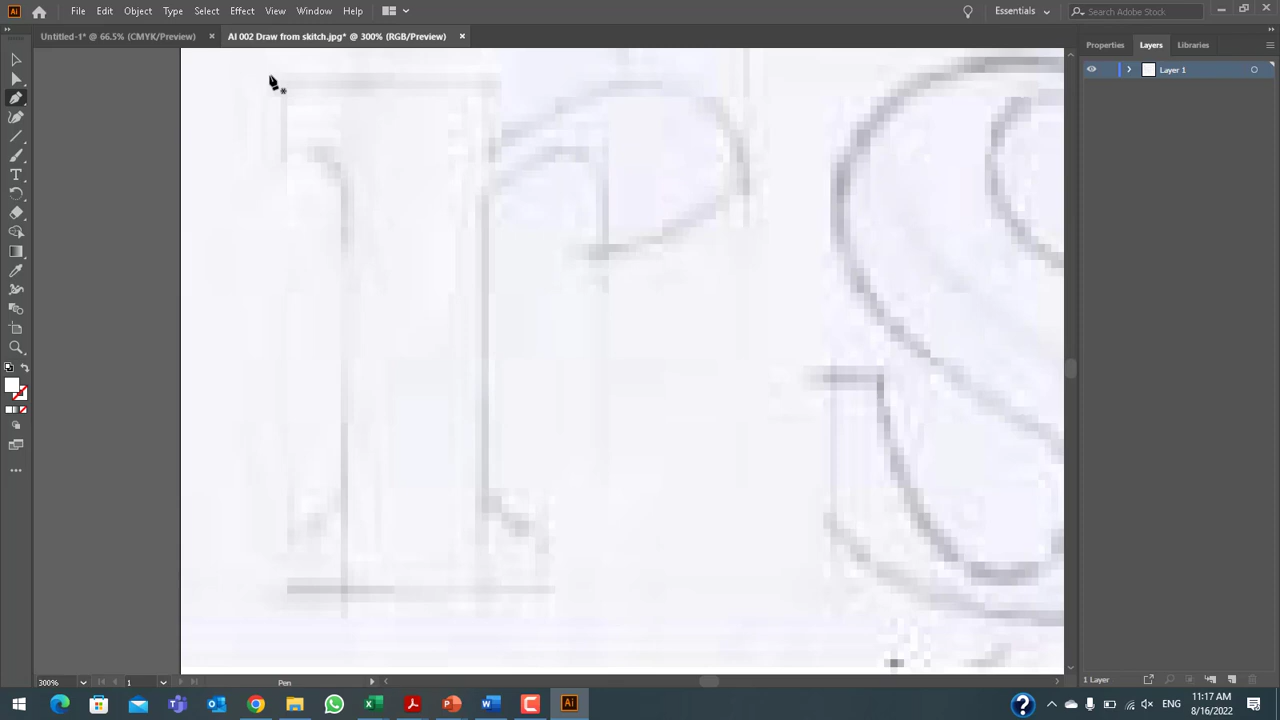 File Edit Object Type Select Effect View Window Help
Essentials
Search Adobe Stock
Untitled-1* @ 66.5% (CMYK/Preview)
AI 002 Draw from skitch.jpg* @ 300% (RGB/Preview)
Properties Layers Libraries
Layer 1
rs
300%
1
Pen
1 Layer
11:17 AM
8/16/2022